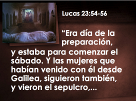 Lucas 23:54-56
"Era día de la
preparación,
y estaba para comenzar el
sábado. Y las mujeres que
habían venido con él desde
Galilea, siguieron también,
y vieron el sepulcro,...